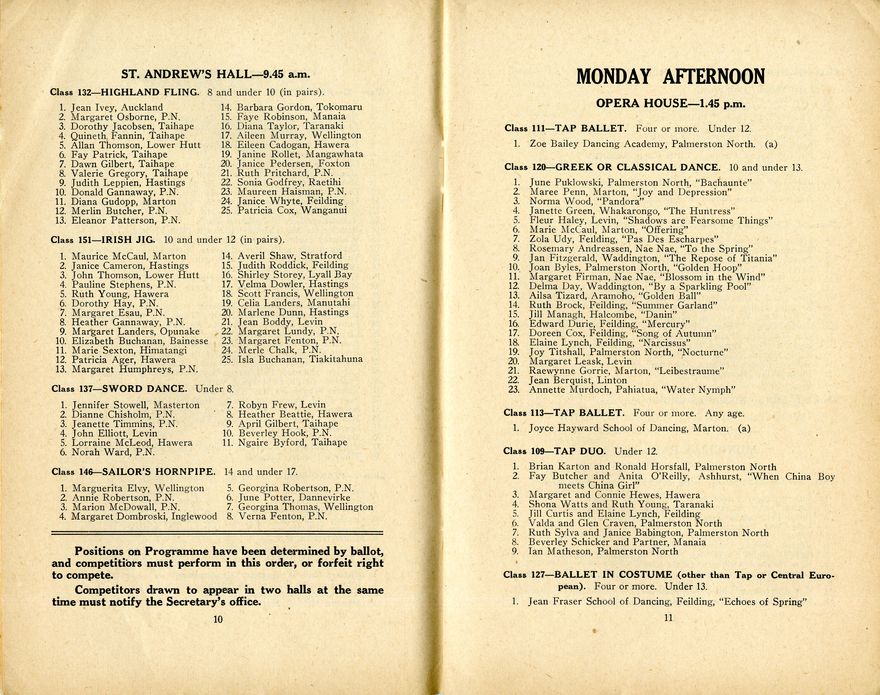 ST. ANDREW'S HALL—9.45 a.m.
Class 132—HIGHLAND FLING. 8 and under 10 (in pairs).
1. Jean Ivey, Auckland
2. Margaret Osborne, P.N.
3. Dorothy Jacobsen, Taihape
4. Quineth Fannin, Taihape
5. Allan Thomson, Lower Hutt
6. Fay Patrick, Taihape
7. Dawn Gilbert, Taihape
8. Valerie Gregory, Taihape
9. Judith Leppien, Hastings
10. Donald Gannaway, P.N.
11. Diana Gudopp, Marton
12. Merlin Butcher, P.N.
13. Eleanor Patterson, P.N.
14. Barbara Gordon, Tokomaru
15. Faye Robinson, Manaia
16. Diana Taylor, Taranaki
17. Aileen Murray, Wellington
18. Eileen Cadogan, Hawera
19. Janine Rollet, Mangawhata
20. Janice Pedersen, Foxton
21. Ruth Pritchard, P.N.
22. Sonia Godfrey, Raetihi
23. Maureen Haisman, P.N.
24. Janice Whyte, Feilding
25. Patricia Cox, Wanganui
Class 151—IRISH JIG. 10 and under 12 (in pairs).
1. Maurice McCaul, Marton
2. Janice Cameron, Hastings
3. John Thomson, Lower Hutt
4. Pauline Stephens, P.N.
5. Ruth Young, Hawera
6. Dorothy Hay, P.N.
7. Margaret Esau, P.N.
8. Heather Gannaway, P.N.
9. Margaret Landers, Opunake
10. Elizabeth Buchanan, Bainesse
11. Marie Sexton, Himatangi
12. Patricia Ager, Hawera
13. Margaret Humphreys, P.N.
14. Averil Shaw, Stratford
15. Judith Roddick, Feilding
16. Shirley Storey, Lyall Bay
17. Velma Dowler, Hastings
18. Scott Francis, Wellington
19. Celia Landers, Manutahi
20. Marlene Dunn, Hastings
21. Jean Boddy, Levin
22. Margaret Lundy, P.N.
23. Margaret Fenton, P.N.
24. Merle Chalk, P.N.
25. Isla Buchanan, Tiakitahuna
Class 137—SWORD DANCE. Under 8.
1. Jennifer Stowell, Masterton
2. Dianne Chisholm, P.N.
3. Jeanette Timmins, P.N.
4. John Elliott, Levin
5. Lorraine McLeod, Hawera
6. Norah Ward, P.N.
7. Robyn Frew, Levin
8. Heather Beattie, Hawera
9. April Gilbert, Taihape
10. Beverley Hook, P.N.
11. Ngaire Byford, Taihape
Class 146—SAILOR'S HORNPIPE. 14 and under 17.
1. Marguerita Elvy, Wellington
2. Annie Robertson, P.N.
3. Marion McDowall, P.N.
4. Margaret Dombroski, Inglewood
5. Georgina Robertson, P.N.
6. June Potter, Dannevirke
7. Georgina Thomas, Wellington
8. Verna Fenton, P.N.
Positions on Programme have been determined by ballot,
and competitors must perform in this order, or forfeit right
to compete.
Competitors drawn to appear in two halls at the same
time must notify the Secretary's office.
10
MONDAY AFTERNOON
OPERA HOUSE—1.45 p.m.
Class 111—TAP BALLET. Four or more. Under 12.
1. Zoe Bailey Dancing Academy, Palmerston North. (a)
Class 120—GREEK OR CLASSICAL DANCE. 10 and under 13.
1. June Puklowski, Palmerston North, "Bachaunte"
2. Maree Penn, Marton, "Joy and Depression"
3. Norma Wood, "Pandora"
4. Janette Green, Whakarongo, "The Huntress"
5. Fleur Haley, Levin, "Shadows are Fearsome Things"
6. Marie McCaul, Marton, "Offering"
7. Zola Udy, Feilding, "Pas Des Escharpes"
8. Rosemary Andreassen, Nae Nae, "To the Spring"
9. Jan Fitzgerald, Waddington, "The Repose of Titania"
10. Joan Byles, Palmerston North, "Golden Hoop"
11. Margaret Firman, Nae Nae, "Blossom in the Wind"
12. Delma Day, Waddington, "By a Sparkling Pool"
13. Ailsa Tizard, Aramoho, "Golden Ball"
14. Ruth Brock, Feilding, "Summer Garland"
15. Jill Managh, Halcombe, "Danin"
16. Edward Durie, Feilding, "Mercury"
17. Doreen Cox, Feilding, "Song of Autumn"
18. Elaine Lynch, Feilding, "Narcissus"
19. Joy Titshall, Palmerston North, "Nocturne"
20. Margaret Leask, Levin
21. Raewynne Gorrie, Marton, "Leibestraume"
22. Jean Berquist, Linton
23. Annette Murdoch, Pahiatua, "Water Nymph"
Class 113—TAP BALLET. Four or more. Any age.
1. Joyce Hayward School of Dancing, Marton. (a)
Class 109—TAP DUO. Under 12.
1. Brian Karton and Ronald Horsfall, Palmerston North
2. Fay Butcher and Anita O'Reilly, Ashhurst, "When China Boy
meets China Girl"
3. Margaret and Connie Hewes, Hawera
4. Shona Watts and Ruth Young, Taranaki
5. Jill Curtis and Elaine Lynch, Feilding
6. Valda and Glen Craven, Palmerston North
7. Ruth Sylva and Janice Babington, Palmerston North
8. Beverley Schicker and Partner, Manaia
9. Ian Matheson, Palmerston North
Class 127—BALLET IN COSTUME (other than Tap or Central Euro-
pean). Four or more. Under 13.
1. Jean Fraser School of Dancing, Feilding, "Echoes of Spring"
11